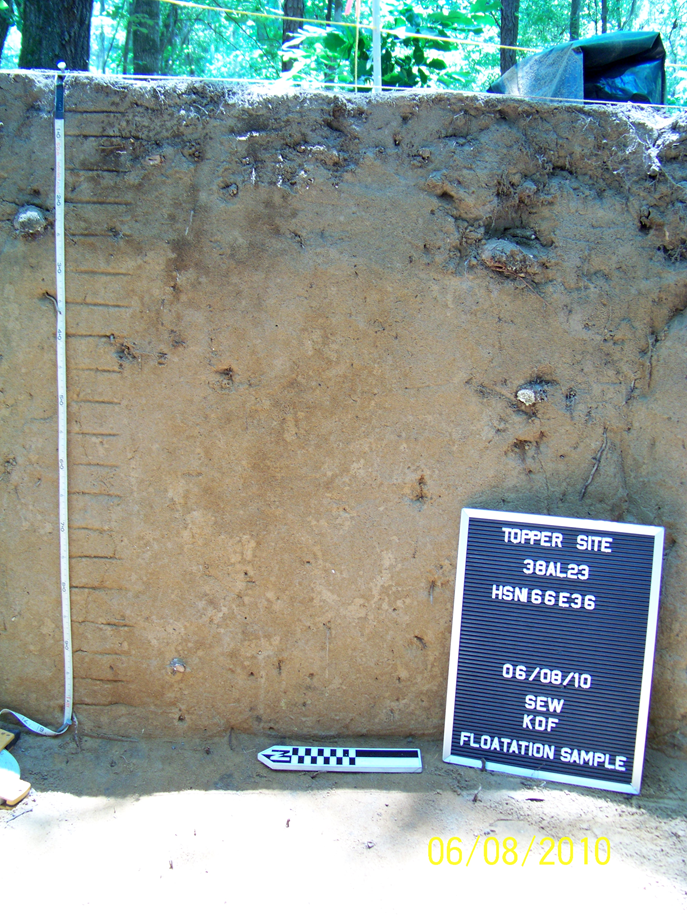 TOPPER SITE
38AL23
HSN166E36
06/08/10
SEW
KDF
FLOATATION SAMPLE
N
06/08/2010